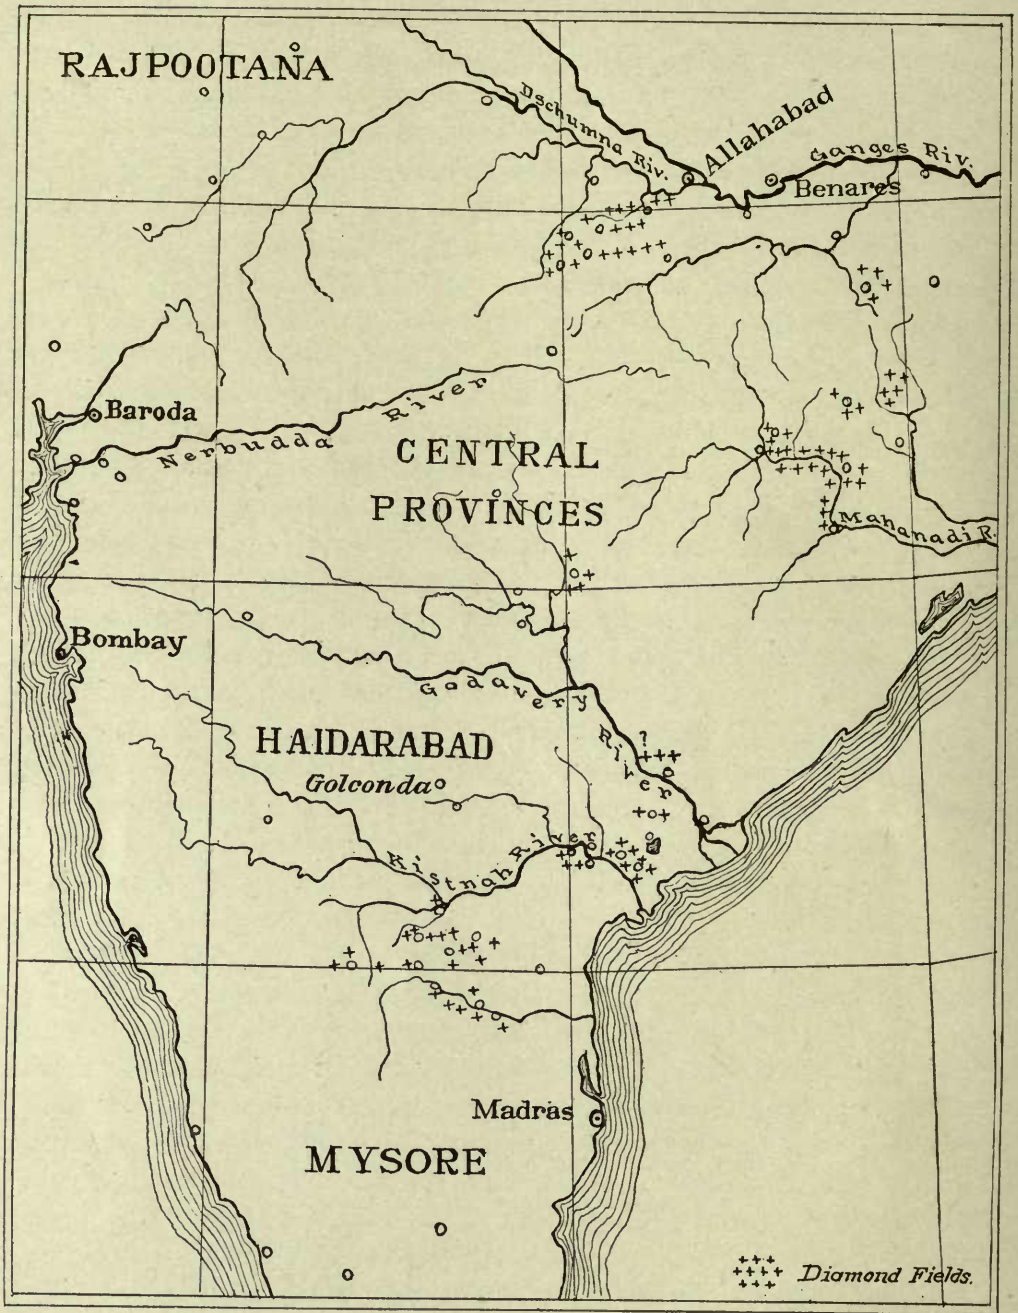 RAJPOOTANA
Dschumna Riv.
Allahabad
Ganges Riv.
Benares
Baroda
Nerbudda River
CENTRAL
PROVINCES
Mahanadi R.
Bombay
Godavery River
?
HAIDARABAD
Golconda
Kistnah River
Madras
MYSORE
Diamond Fields.